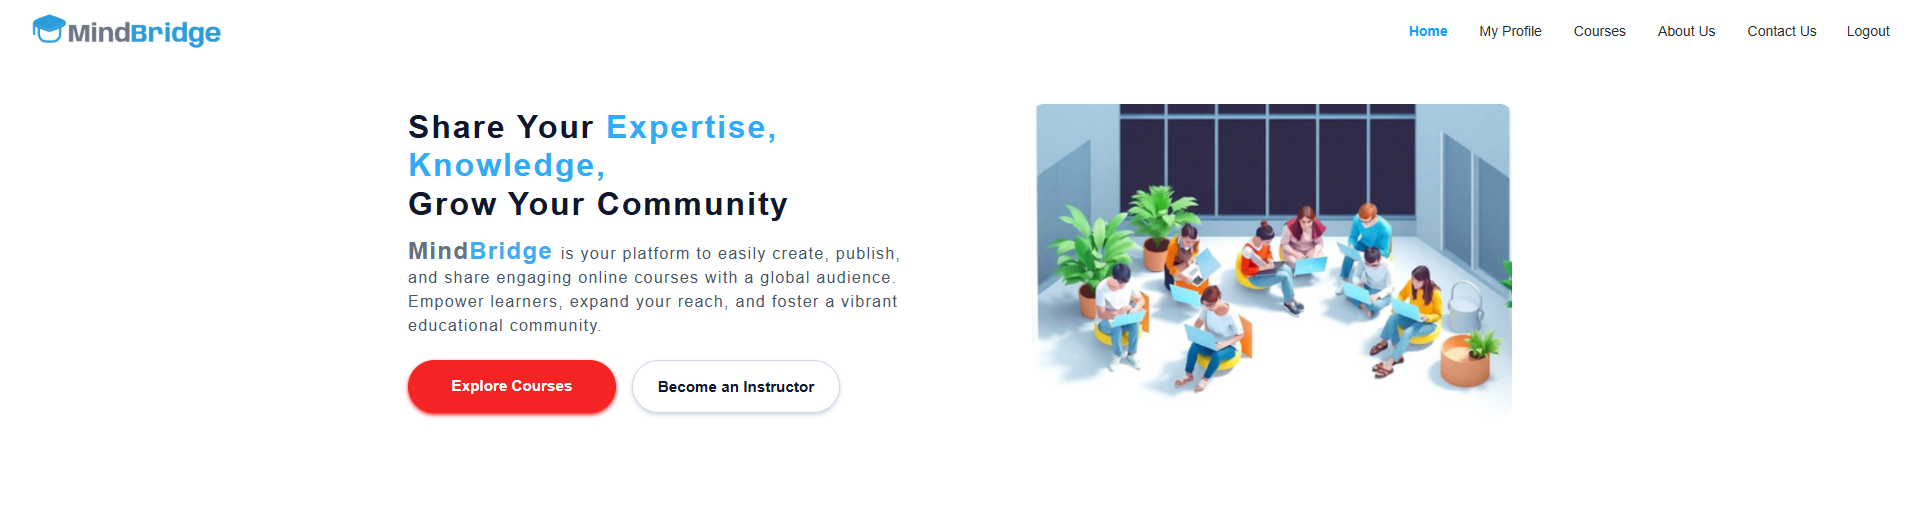 MindBridge
Home My Profile Courses About Us Contact Us Logout
Share Your Expertise,
Knowledge,
Grow Your Community
MindBridge is your platform to easily create, publish,
and share engaging online courses with a global audience.
Empower learners, expand your reach, and foster a vibrant
educational community.
Explore Courses
Become an Instructor